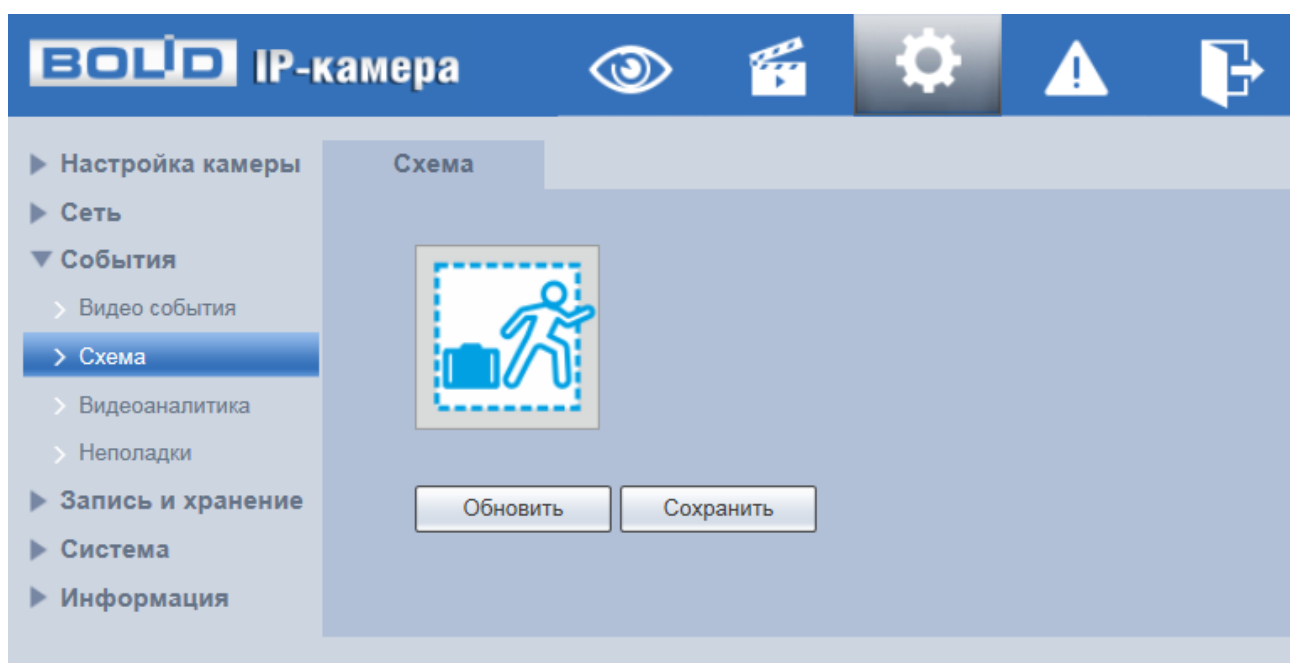 BOLID IP-камера
Настройка камеры
Сеть
События
Видео события
Схема
Видеоаналитика
Неполадки
Запись и хранение
Система
Информация
Схема
Обновить
Сохранить